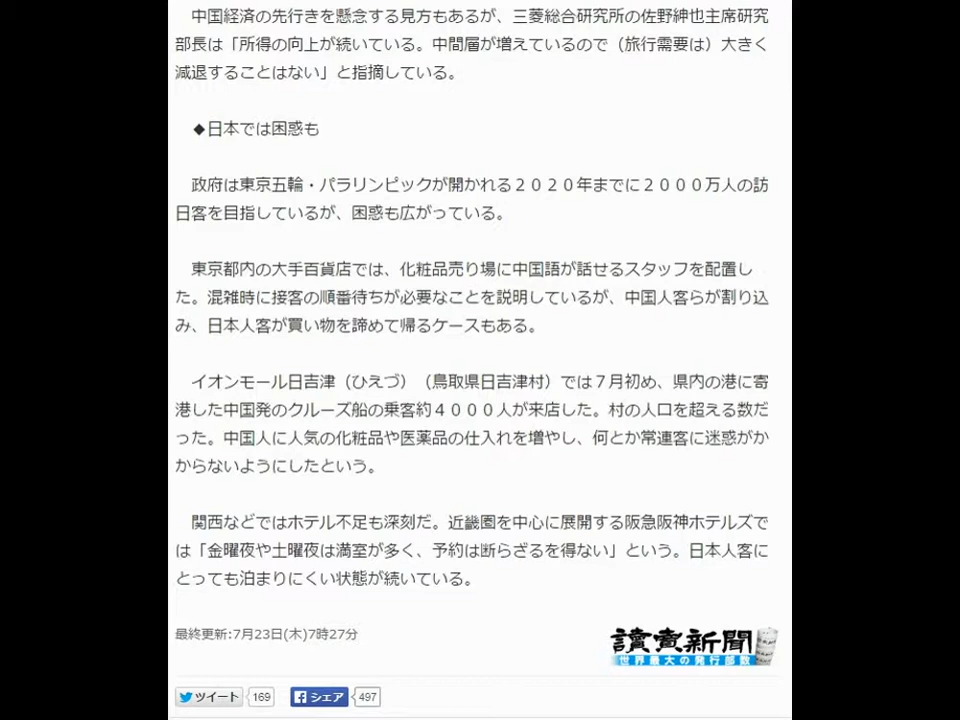 中国経済の先行きを懸念する見方もあるが、三菱総合研究所の佐野紳也主席研究
部長は「所得の向上が続いている。中間層が増えているので（旅行需要は）大きく
減退することはない」と指摘している。
◆日本では困惑も
政府は東京五輪・パラリンピックが開かれる２０２０年までに２０００万人の訪
日客を目指しているが、困惑も広がっている。
東京都内の大手百貨店では、化粧品売り場に中国語が話せるスタッフを配置し
た。混雑時に接客の順番待ちが必要なことを説明しているが、中国人客らが割り込
み、日本人客が買い物を諦めて帰るケースもある。
イオンモール日吉津（ひえづ）（鳥取県日吉津村）では７月初め、県内の港に寄
港した中国発のクルーズ船の乗客約４０００人が来店した。村の人口を超える数だ
った。中国人に人気の化粧品や医薬品の仕入れを増やし、何とか常連客に迷惑がか
からないようにしたという。
関西などではホテル不足も深刻だ。近畿圏を中心に展開する阪急阪神ホテルズで
は「金曜夜や土曜夜は満室が多く、予約は断らざるを得ない」という。日本人客に
とっても泊まりにくい状態が続いている。
最終更新:7月23日(木)7時27分
讀賣新聞
世界最大の発行部数
ツイート 169 シェア 497